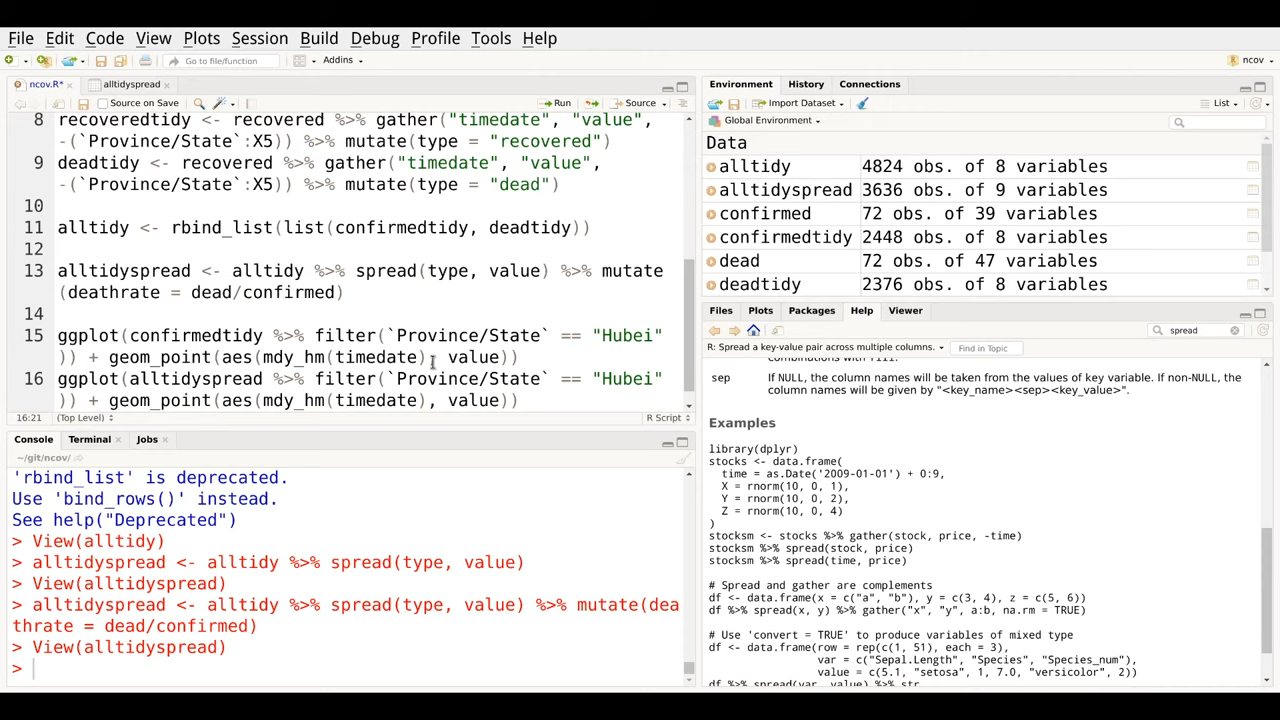 File Edit Code View Plots Session Build Debug Profile Tools Help
Go to file/function Addins ncov
ncov.R* × alltidyspread ×
Source on Save Run Source
8 recoveredtidy <- recovered %>% gather("timedate", "value",
-(`Province/State`:X5)) %>% mutate(type = "recovered")
9 deadtidy <- recovered %>% gather("timedate", "value",
-(`Province/State`:X5)) %>% mutate(type = "dead")
10
11 alltidy <- rbind_list(list(confirmedtidy, deadtidy))
12
13 alltidyspread <- alltidy %>% spread(type, value) %>% mutate
(deathrate = dead/confirmed)
14
15 ggplot(confirmedtidy %>% filter(`Province/State` == "Hubei"
)) + geom_point(aes(mdy_hm(timedate), value))
16 ggplot(alltidyspread %>% filter(`Province/State` == "Hubei"
)) + geom_point(aes(mdy_hm(timedate), value))
16:21 (Top Level) R Script
Console Terminal × Jobs ×
~/git/ncov/
'rbind_list' is deprecated.
Use 'bind_rows()' instead.
See help("Deprecated")
> View(alltidy)
> alltidyspread <- alltidy %>% spread(type, value)
> View(alltidyspread)
> alltidyspread <- alltidy %>% spread(type, value) %>% mutate(dea
thrate = dead/confirmed)
> View(alltidyspread)
>
Environment History Connections
Import Dataset List
Global Environment
Data
alltidy 4824 obs. of 8 variables
alltidyspread 3636 obs. of 9 variables
confirmed 72 obs. of 39 variables
confirmedtidy 2448 obs. of 8 variables
dead 72 obs. of 47 variables
deadtidy 2376 obs. of 8 variables
Files Plots Packages Help Viewer
spread
R: Spread a key-value pair across multiple columns. Find in Topic
sep If NULL, the column names will be taken from the values of key variable. If non-NULL, the
column names will be given by "<key_name><sep><key_value>".
Examples
library(dplyr)
stocks <- data.frame(
time = as.Date('2009-01-01') + 0:9,
X = rnorm(10, 0, 1),
Y = rnorm(10, 0, 2),
Z = rnorm(10, 0, 4)
)
stocksm <- stocks %>% gather(stock, price, -time)
stocksm %>% spread(stock, price)
stocksm %>% spread(time, price)
# Spread and gather are complements
df <- data.frame(x = c("a", "b"), y = c(3, 4), z = c(5, 6))
df %>% spread(x, y) %>% gather("x", "y", a:b, na.rm = TRUE)
# Use 'convert = TRUE' to produce variables of mixed type
df <- data.frame(row = rep(c(1, 51), each = 3),
var = c("Sepal.Length", "Species", "Species_num"),
value = c(5.1, "setosa", 1, 7.0, "versicolor", 2))
df %>% spread(var, value) %>% str